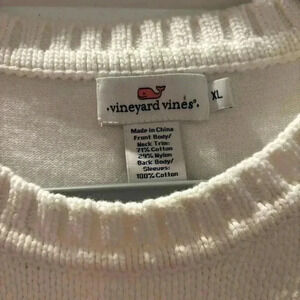 ·vineyard vines®·
XL
Made in China
Front Body/
Neck Trim:
71% Cotton
29% Nylon
Back Body/
Sleeves:
100% Cotton